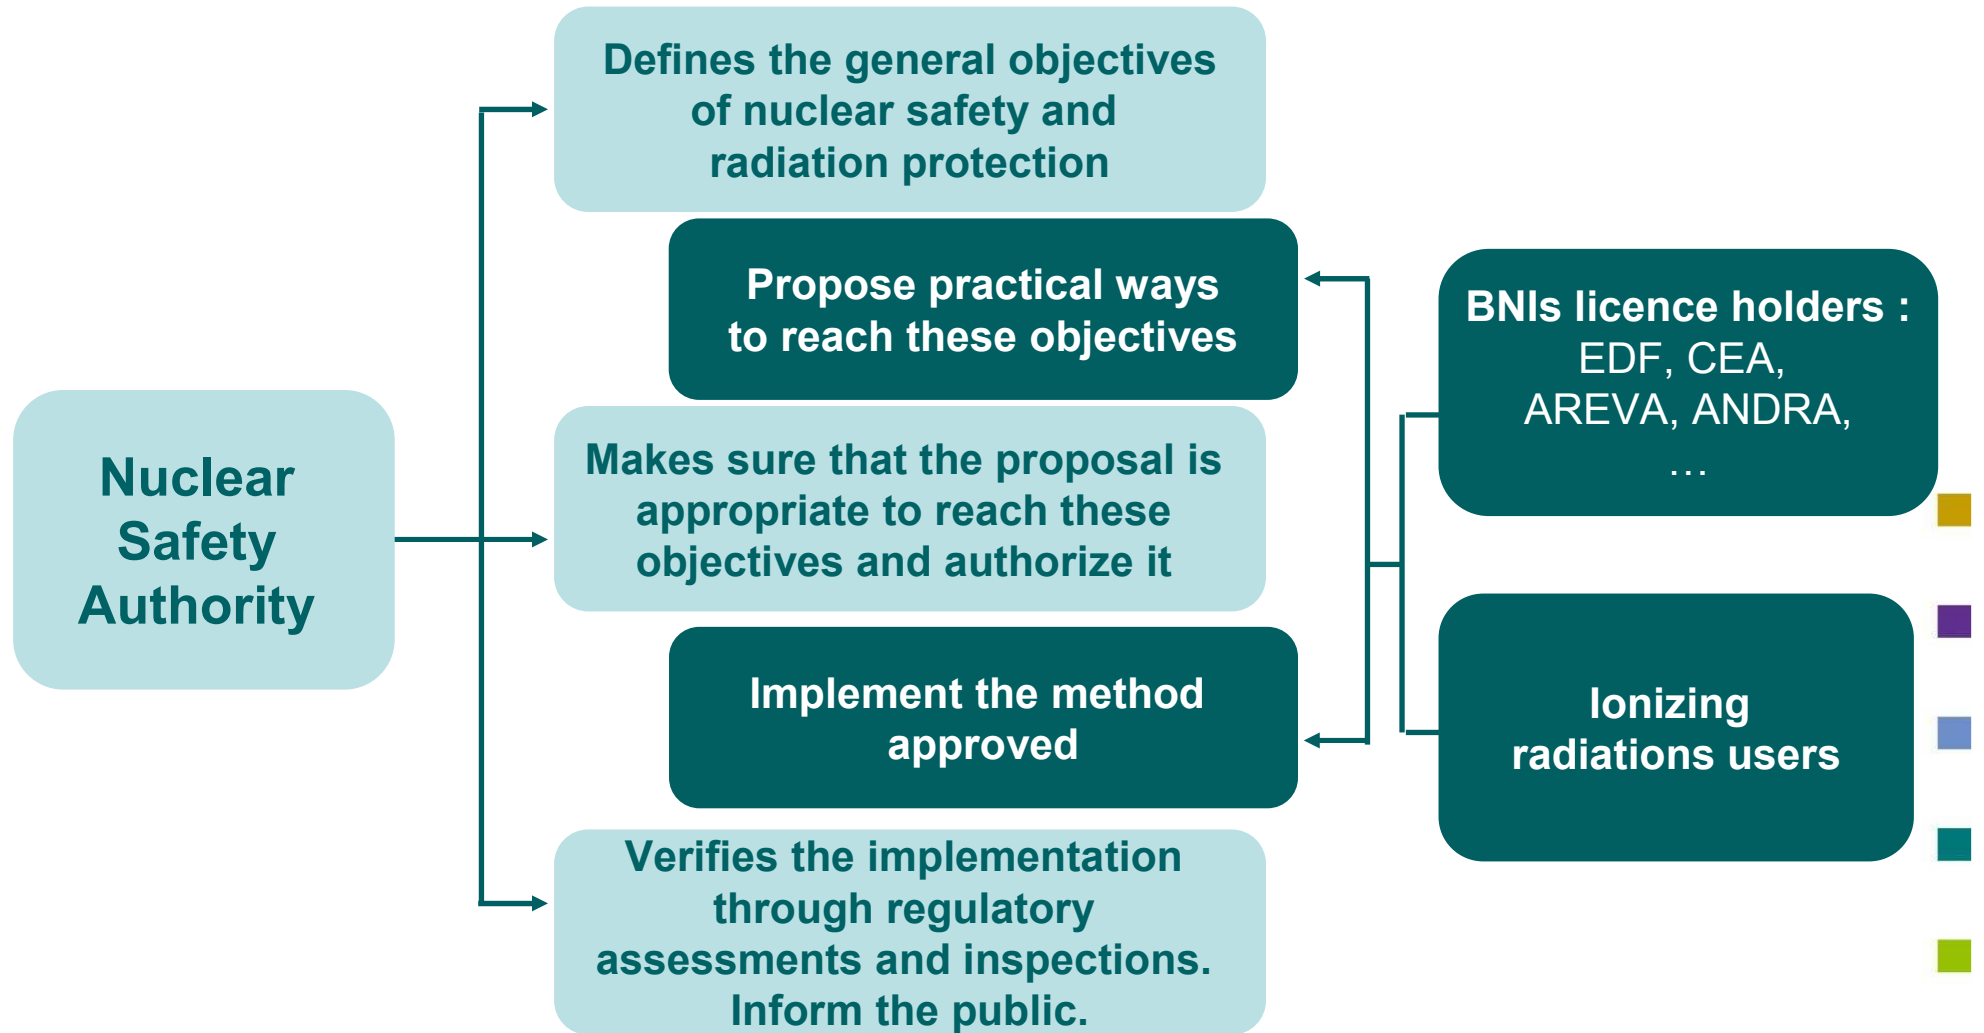 Defines the general objectives
of nuclear safety and
radiation protection
Propose practical ways
to reach these objectives
BNIs licence holders :
EDF, CEA,
AREVA, ANDRA,
…
Nuclear
Safety
Authority
Makes sure that the proposal is
appropriate to reach these
objectives and authorize it
Implement the method
approved
Ionizing
radiations users
Verifies the implementation
through regulatory
assessments and inspections.
Inform the public.